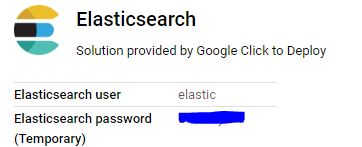 Elasticsearch
Solution provided by Google Click to Deploy
Elasticsearch user elastic
Elasticsearch password
(Temporary)